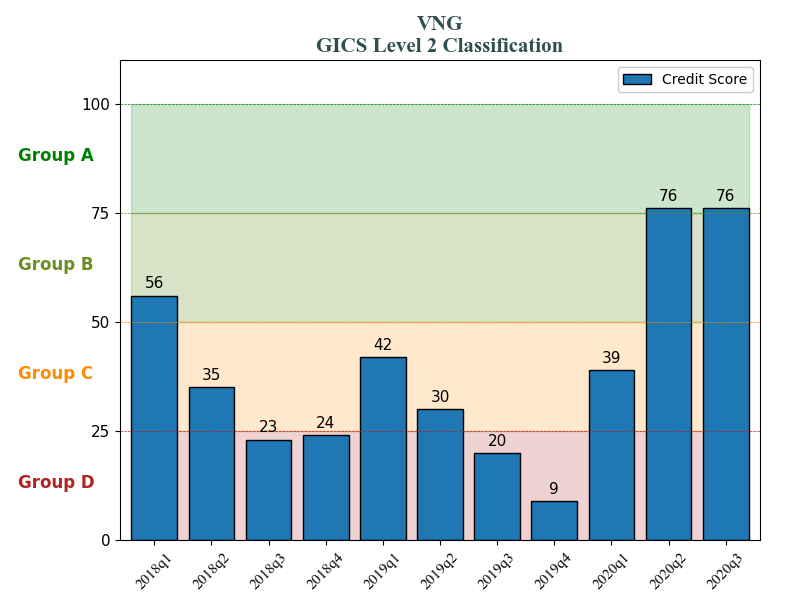 VNG
GICS Level 2 Classification
Credit Score
100
Group A
76
76
75
Group B
56
50
42
39
Group C
35
30
25
24
23
20
Group D
9
0
2018q1 2018q2 2018q3 2018q4 2019q1 2019q2 2019q3 2019q4 2020q1 2020q2 2020q3